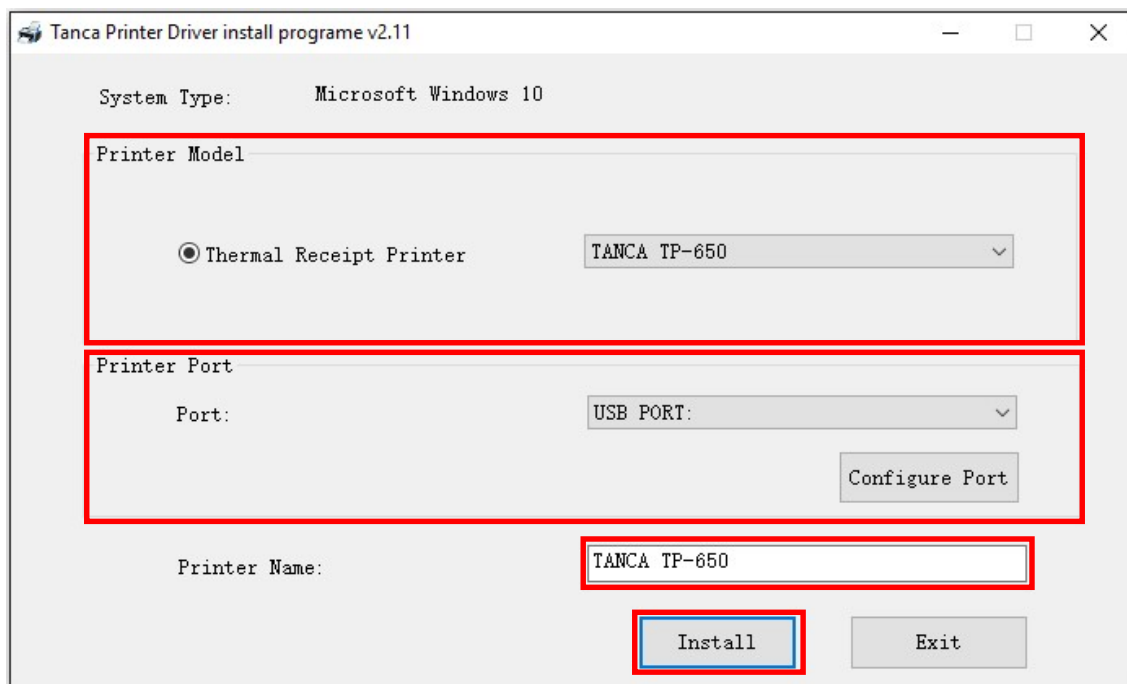 Tanca Printer Driver install programe v2.11
System Type: Microsoft Windows 10
Printer Model
Thermal Receipt Printer TANCA TP-650
Printer Port
Port: USB PORT:
Configure Port
Printer Name: TANCA TP-650
Install Exit